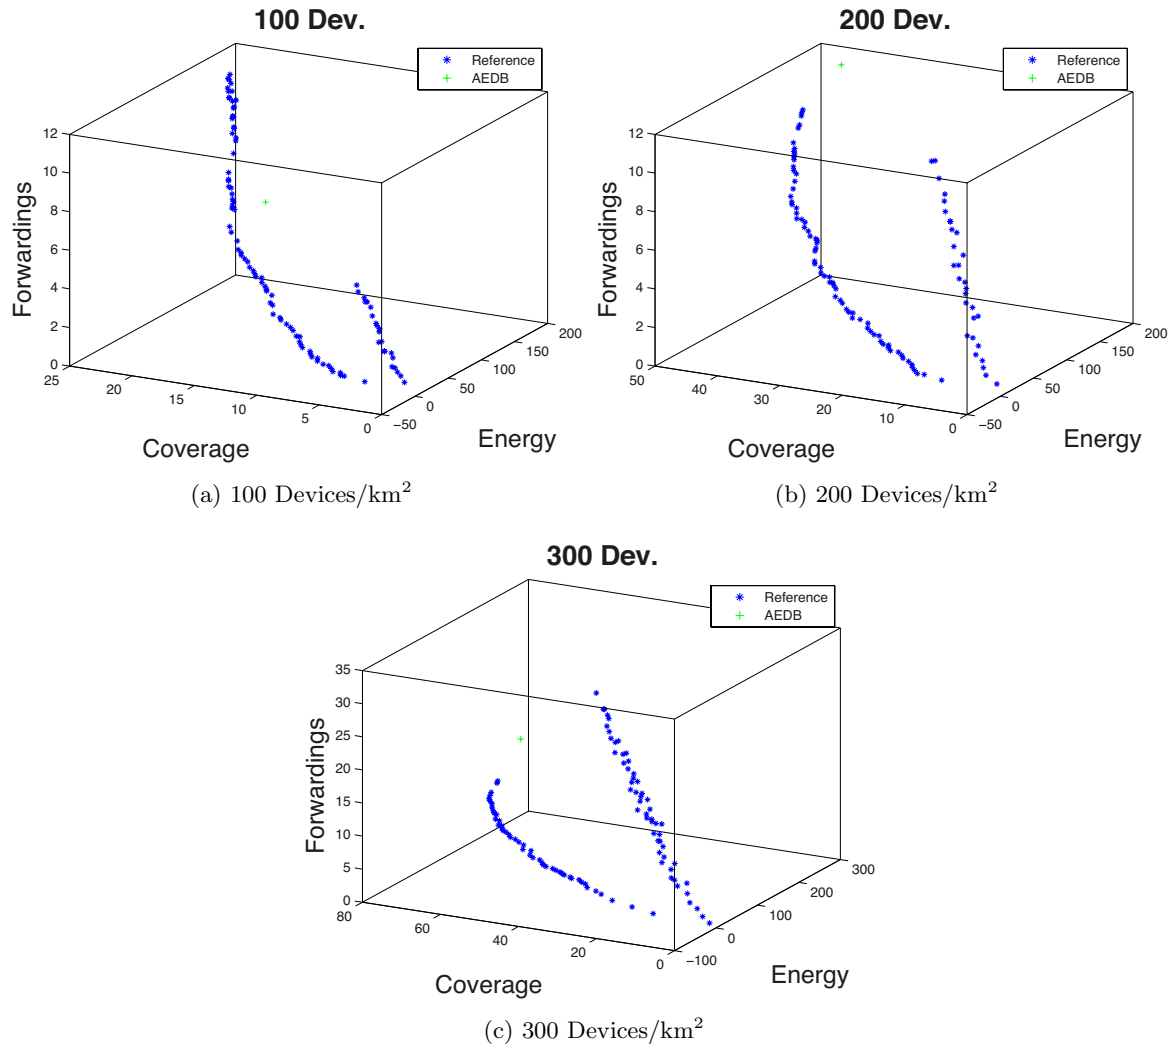 100 Dev.
Reference
AEDB
Forwardings
12
10
8
6
4
2
0
25
20
15
10
5
0
−50
0
50
100
150
200
Coverage
Energy
(a) 100 Devices/km²
200 Dev.
Reference
AEDB
Forwardings
12
10
8
6
4
2
0
50
40
30
20
10
0
−50
0
50
100
150
200
Coverage
Energy
(b) 200 Devices/km²
300 Dev.
Reference
AEDB
Forwardings
35
30
25
20
15
10
5
0
80
60
40
20
0
−100
0
100
200
300
Coverage
Energy
(c) 300 Devices/km²